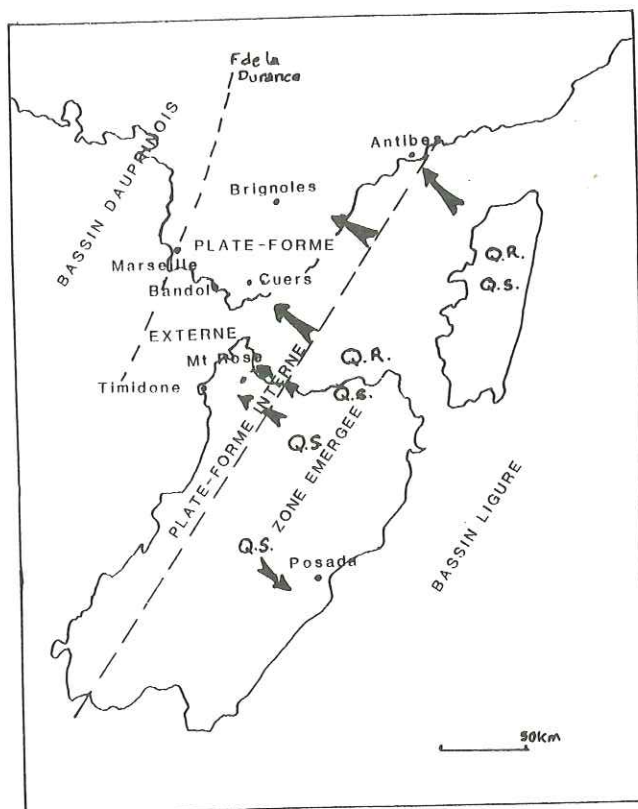 F de la
Durance
BASSIN DAUPHINOIS
Antibes
Brignoles
PLATE-FORME
Marseille
Cuers
Bandol
Q.R.
Q.S.
EXTERNE
Mt Rose
Q.R.
Timidone
Q.S.
PLATE-FORME INTERNE
Q.S.
ZONE EMERGEE
Q.S.
Posada
BASSIN LIGURE
50km